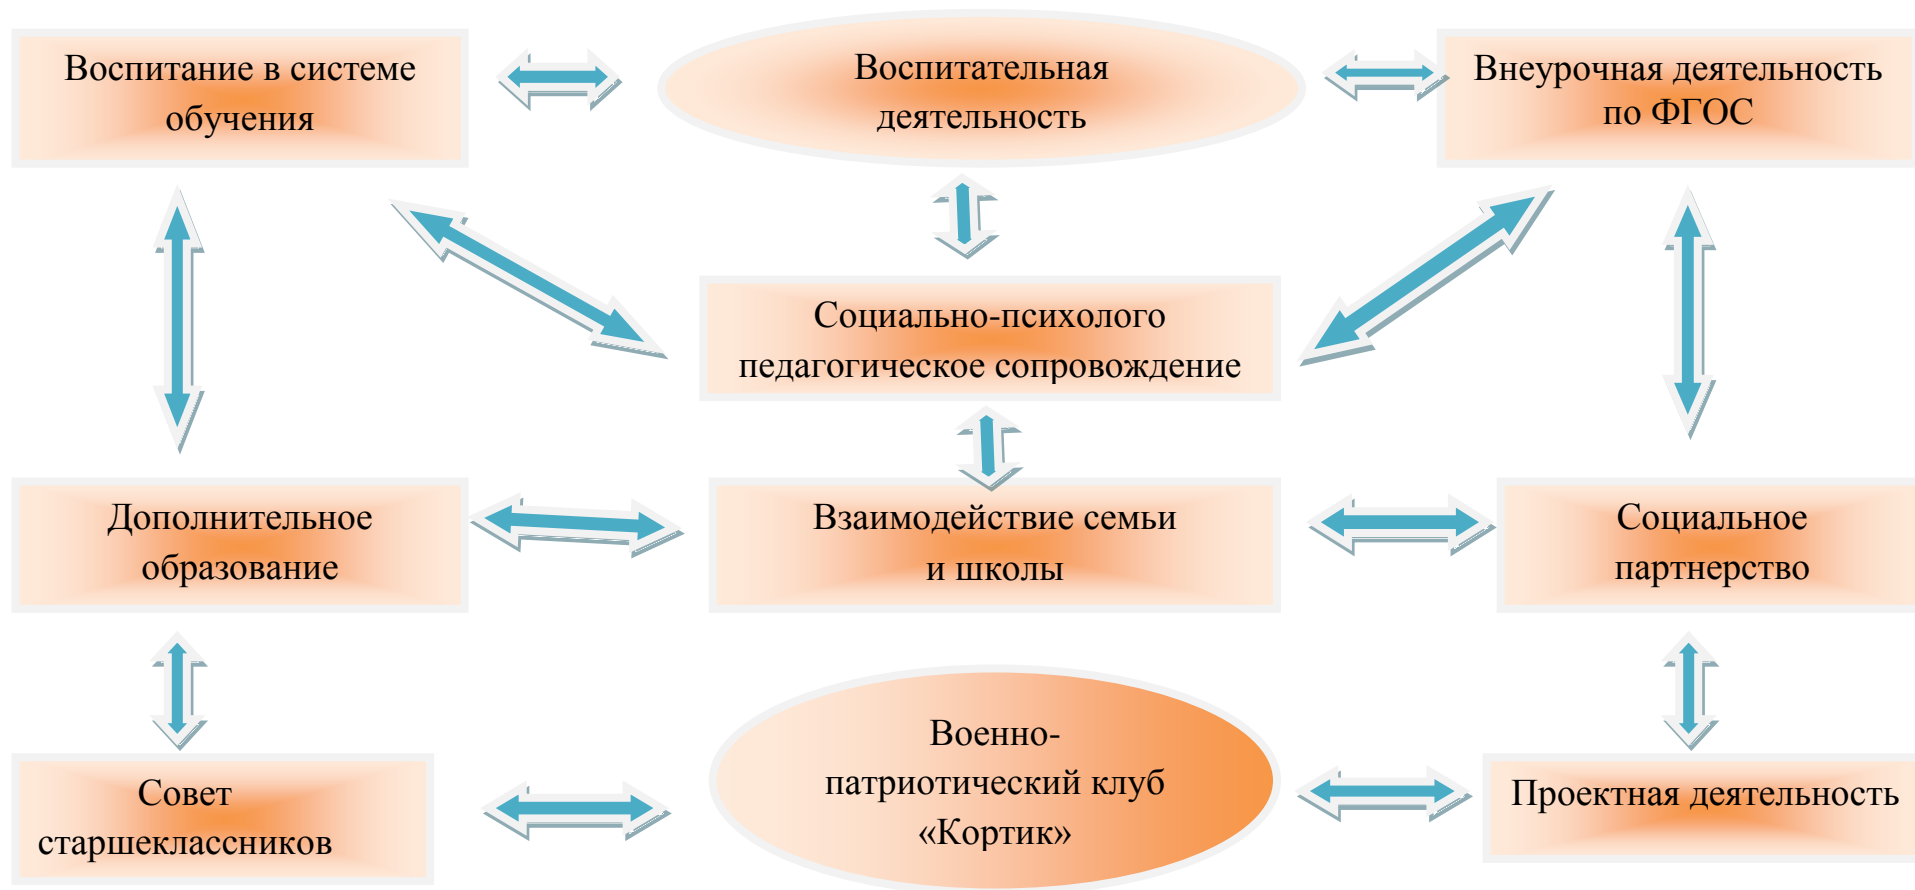 Воспитание в системе
обучения
Воспитательная
деятельность
Внеурочная деятельность
по ФГОС
Социально-психолого
педагогическое сопровождение
Дополнительное
образование
Взаимодействие семьи
и школы
Социальное
партнерство
Совет
старшеклассников
Военно-
патриотический клуб
«Кортик»
Проектная деятельность